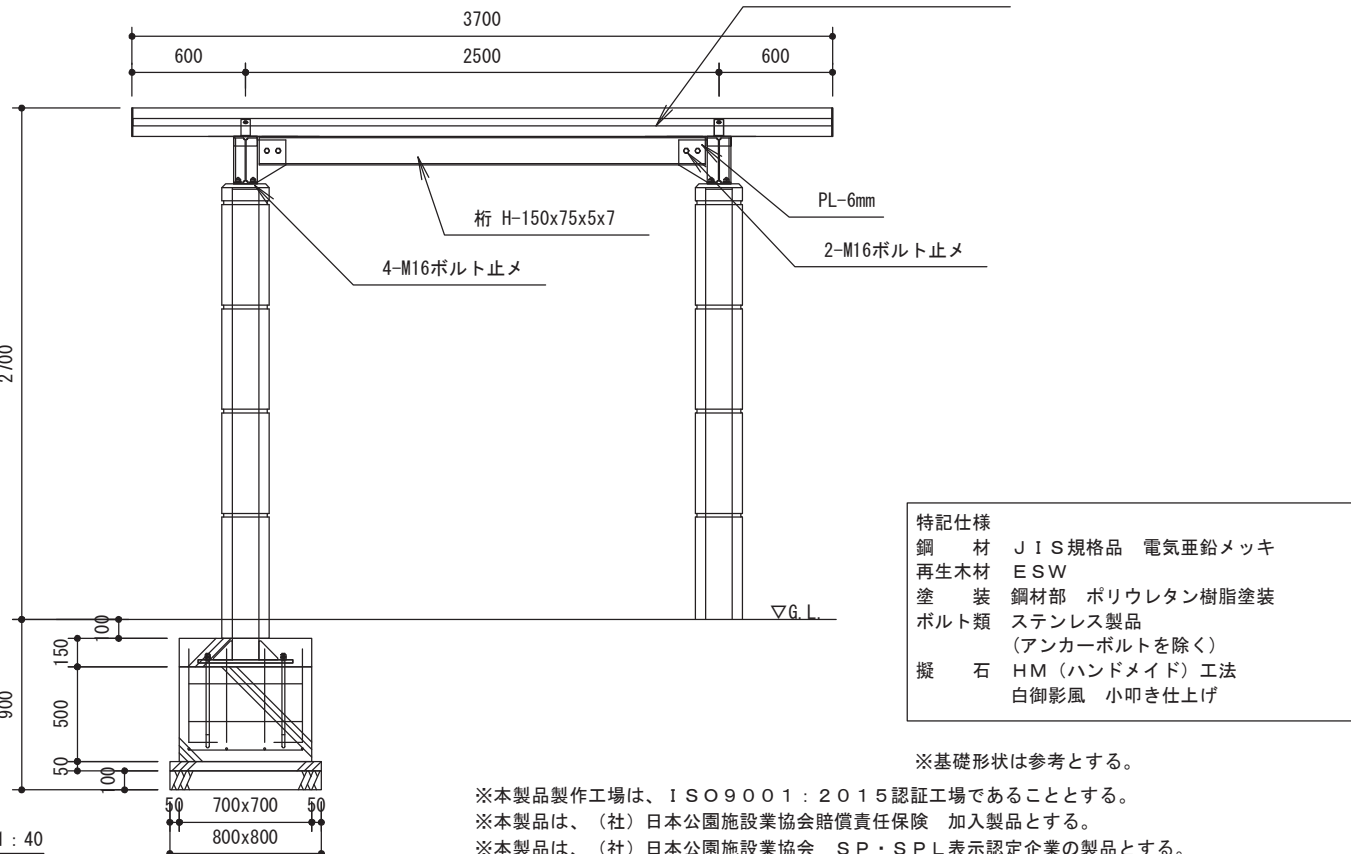 3700
600
2500
600
PL-6mm
桁 H-150x75x5x7
2-M16ボルト止メ
4-M16ボルト止メ
2700
▽G.L.
100
150
900
500
50
100
50
700x700
50
800x800
1:40
特記仕様
鋼　　材　ＪＩＳ規格品　電気亜鉛メッキ
再生木材　ＥＳＷ
塗　　装　鋼材部　ポリウレタン樹脂塗装
ボルト類　ステンレス製品
（アンカーボルトを除く）
擬　　石　ＨＭ（ハンドメイド）工法
白御影風　小叩き仕上げ
※基礎形状は参考とする。
※本製品製作工場は、ＩＳＯ９００１：２０１５認証工場であることとする。
※本製品は、（社）日本公園施設業協会賠償責任保険　加入製品とする。
※本製品は、（社）日本公園施設業協会　ＳＰ・ＳＰＬ表示認定企業の製品とする。